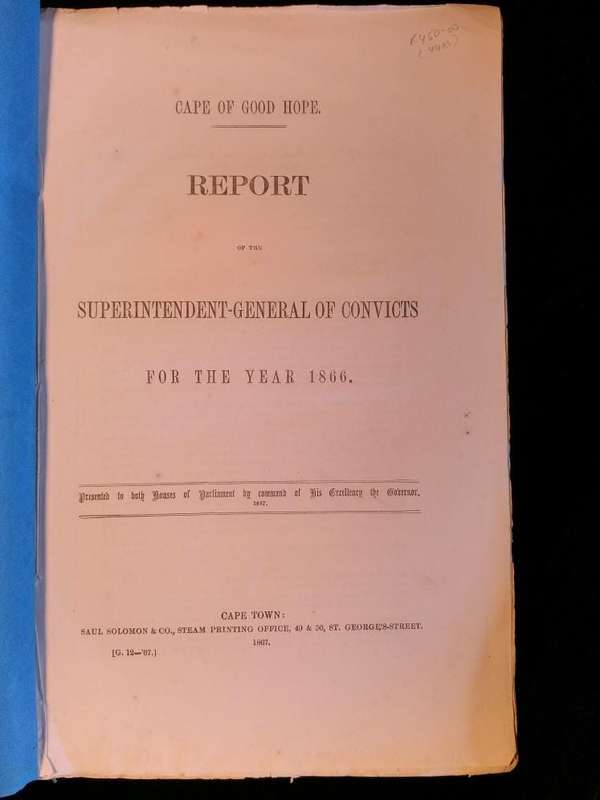 CAPE OF GOOD HOPE.
REPORT
OF THE
SUPERINTENDENT-GENERAL OF CONVICTS
FOR THE YEAR 1866.
Presented to both Houses of Parliament by command of His Excellency the Governor.
1867.
CAPE TOWN:
SAUL SOLOMON & CO., STEAM PRINTING OFFICE, 49 & 50, ST. GEORGE'S-STREET.
1867.
[G. 12—'67.]